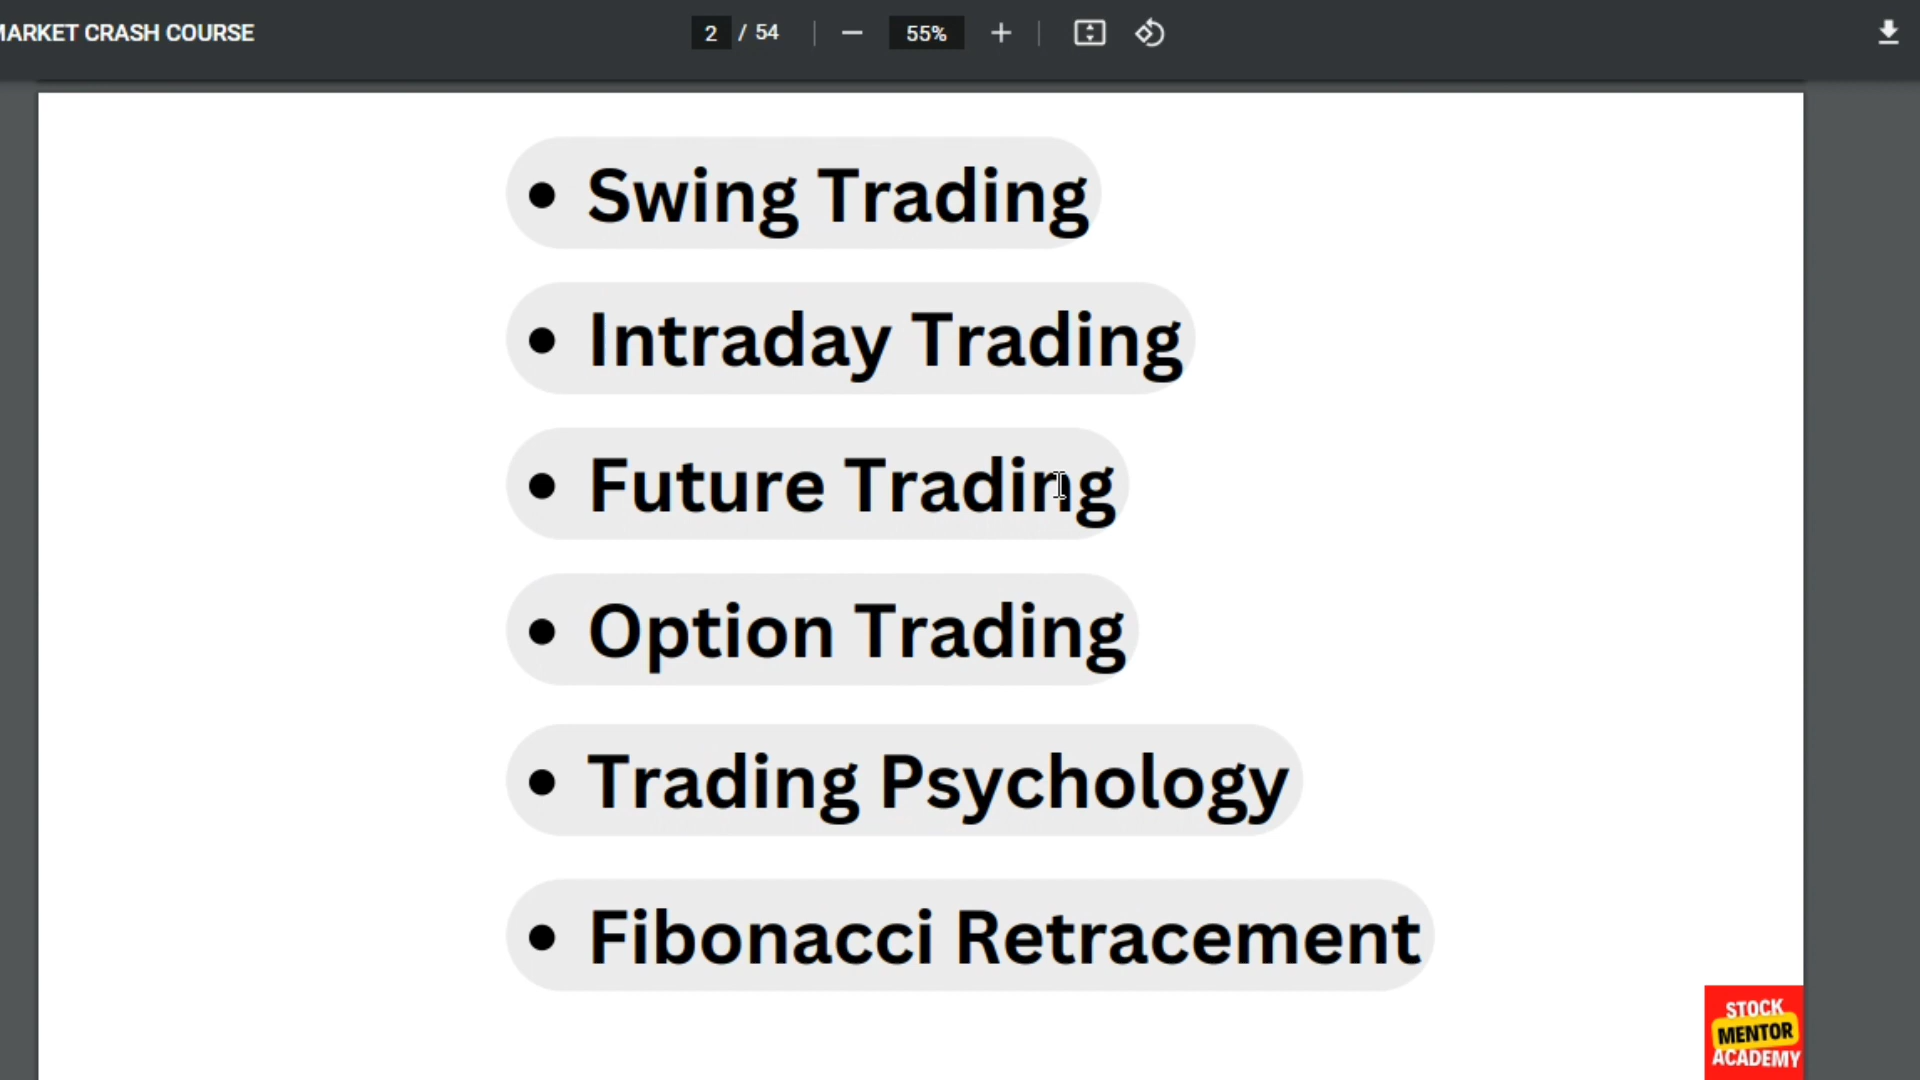 MARKET CRASH COURSE
2 / 54
55%
• Swing Trading
• Intraday Trading
• Future Trading
• Option Trading
• Trading Psychology
• Fibonacci Retracement
STOCK
MENTOR
ACADEMY